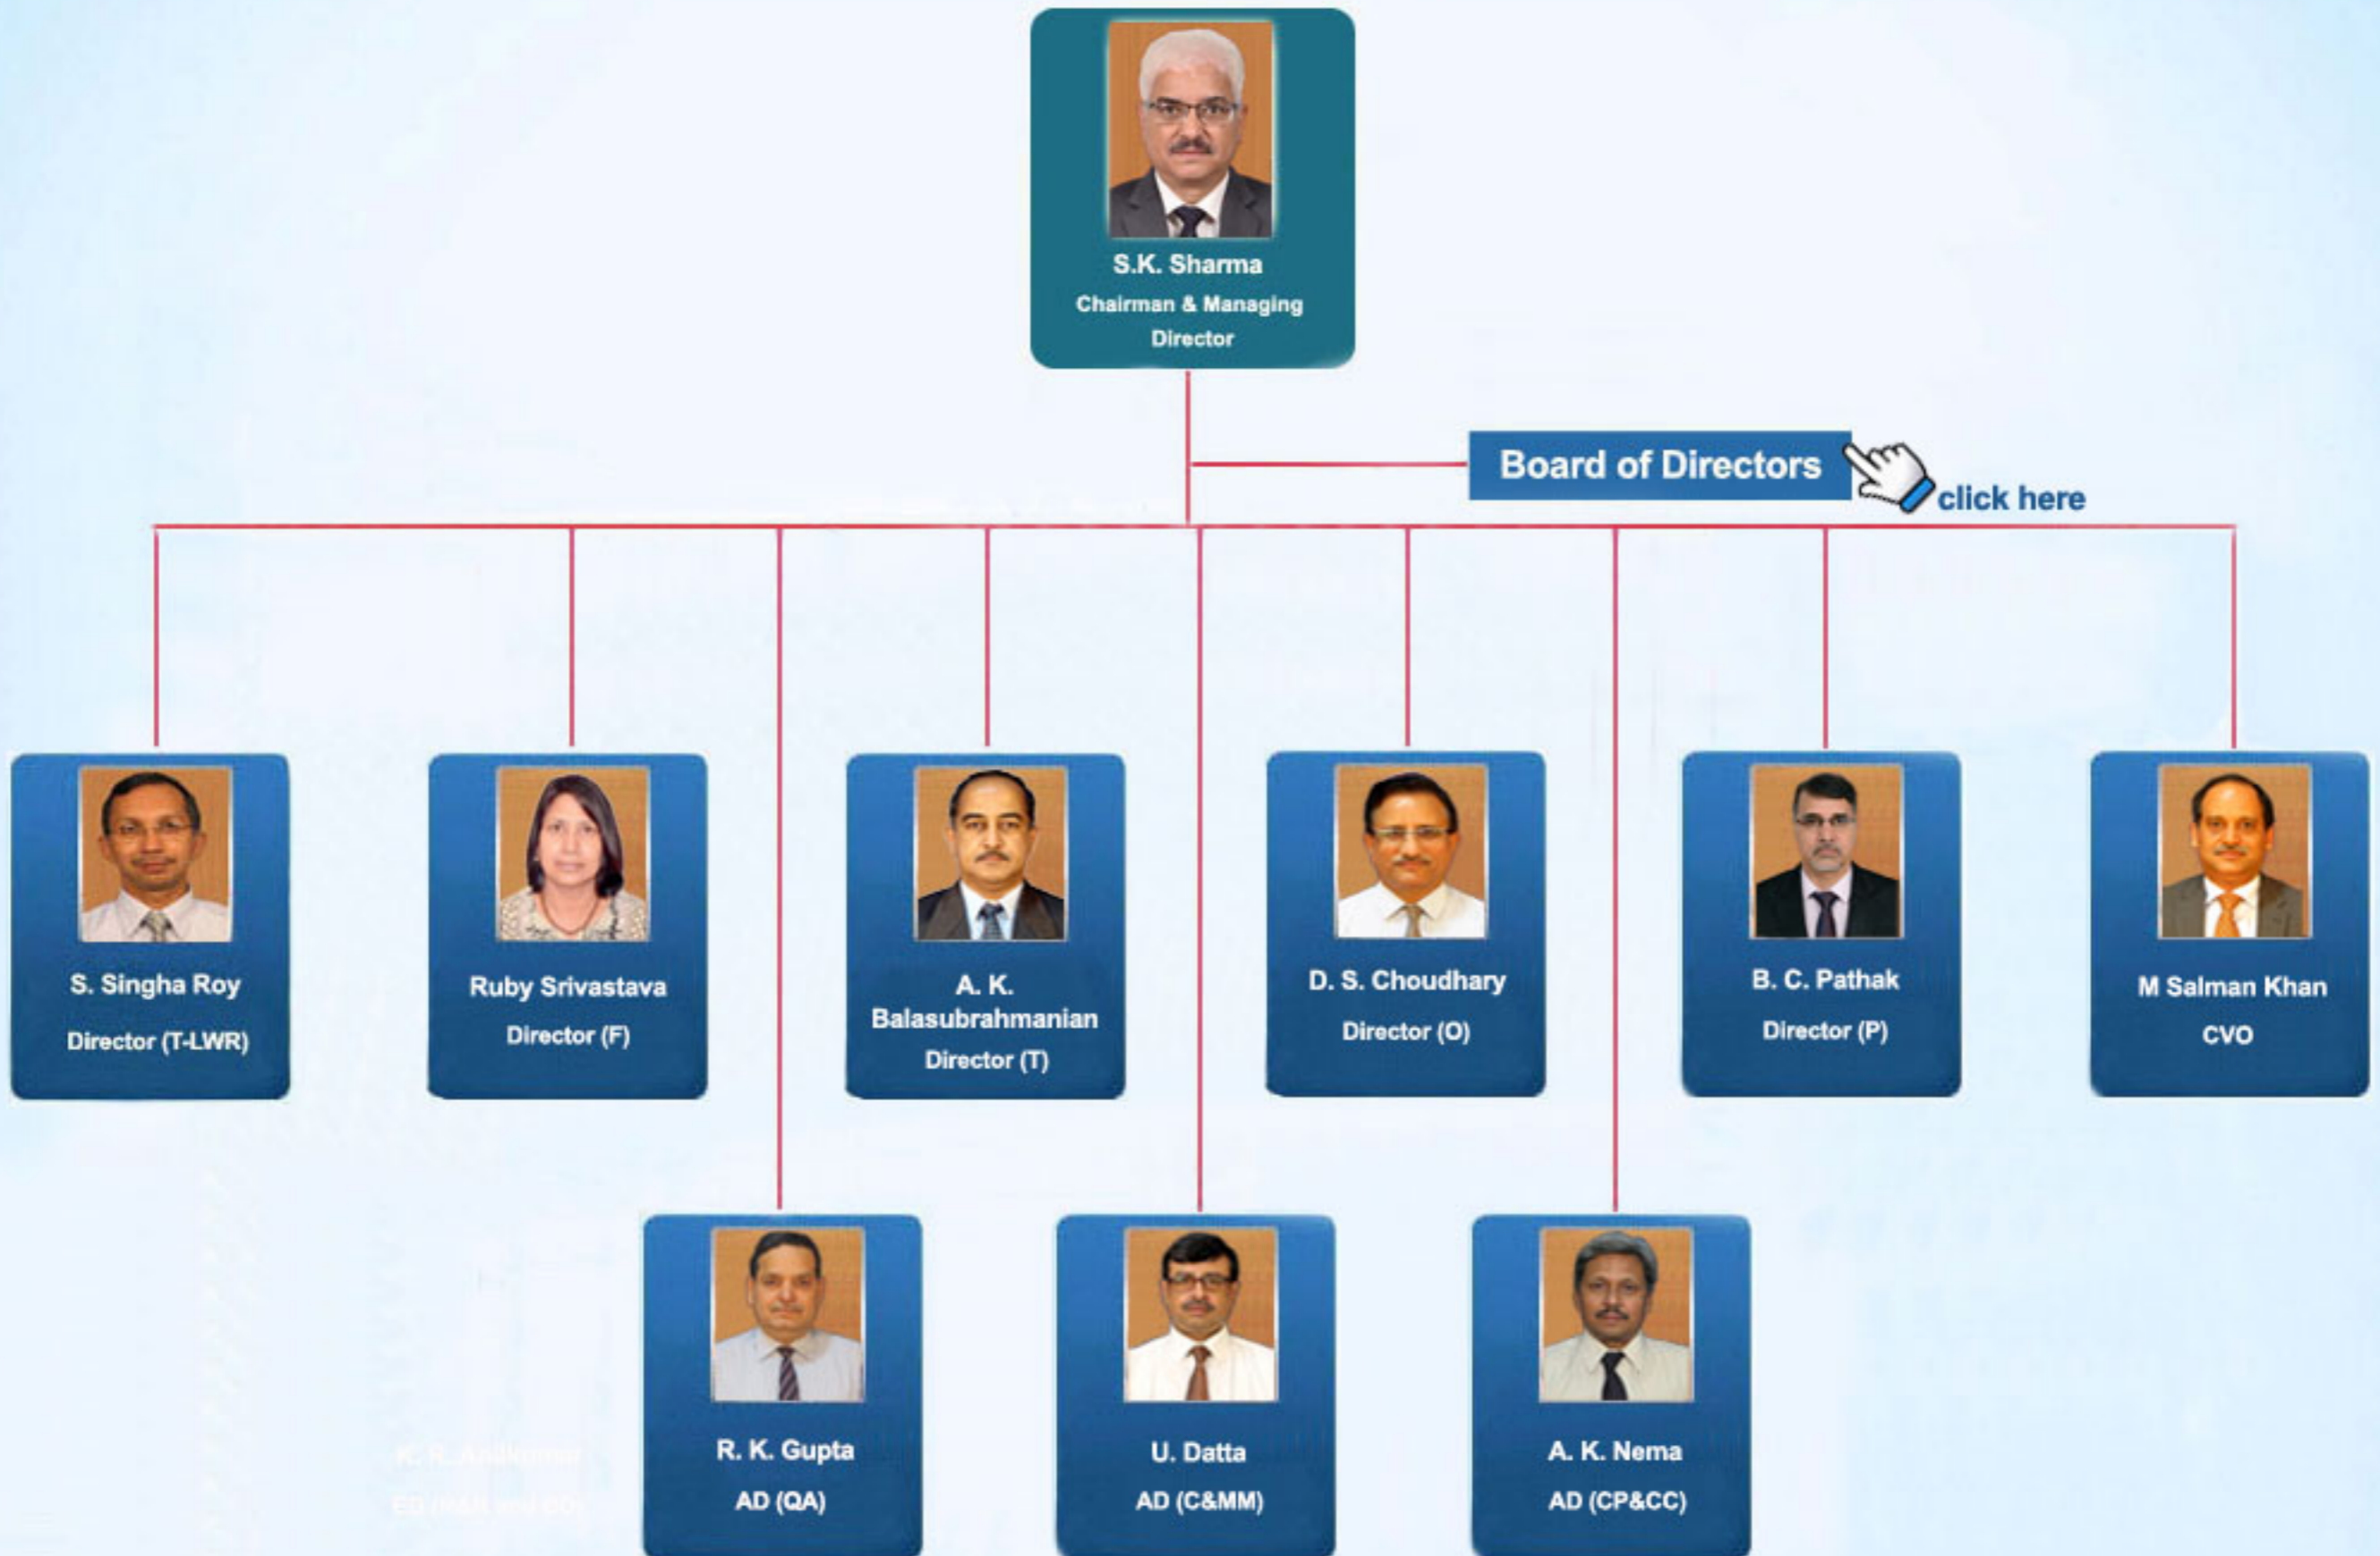 S.K. Sharma
Chairman & Managing
Director
Board of Directors
click here
S. Singha Roy
Director (T-LWR)
Ruby Srivastava
Director (F)
A. K.
Balasubrahmanian
Director (T)
D. S. Choudhary
Director (O)
B. C. Pathak
Director (P)
M Salman Khan
CVO
K. R.
R. K. Gupta
AD (QA)
U. Datta
AD (C&MM)
A. K. Nema
AD (CP&CC)